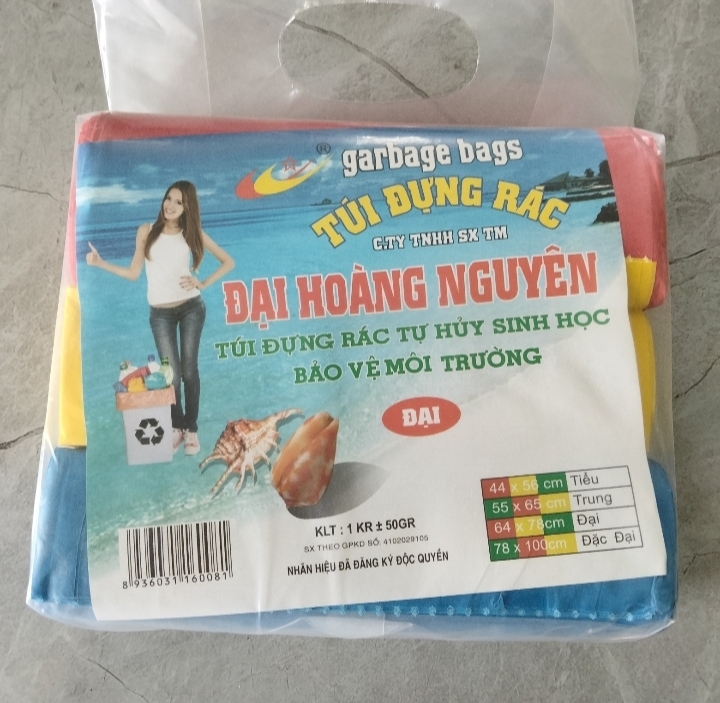 ®
garbage bags
TÚI ĐỰNG RÁC
C.TY TNHH SX TM
ĐẠI HOÀNG NGUYÊN
TÚI ĐỰNG RÁC TỰ HỦY SINH HỌC
BẢO VỆ MÔI TRƯỜNG
ĐẠI
44 x 56 cm Tiểu
55 x 65 cm Trung
64 x 78cm Đại
78 x 100cm Đặc Đại
KLT : 1 KR ± 50GR
SX THEO GPKD SỐ: 4102029105
NHÃN HIỆU ĐÃ ĐĂNG KÝ ĐỘC QUYỀN
8 936031 160081